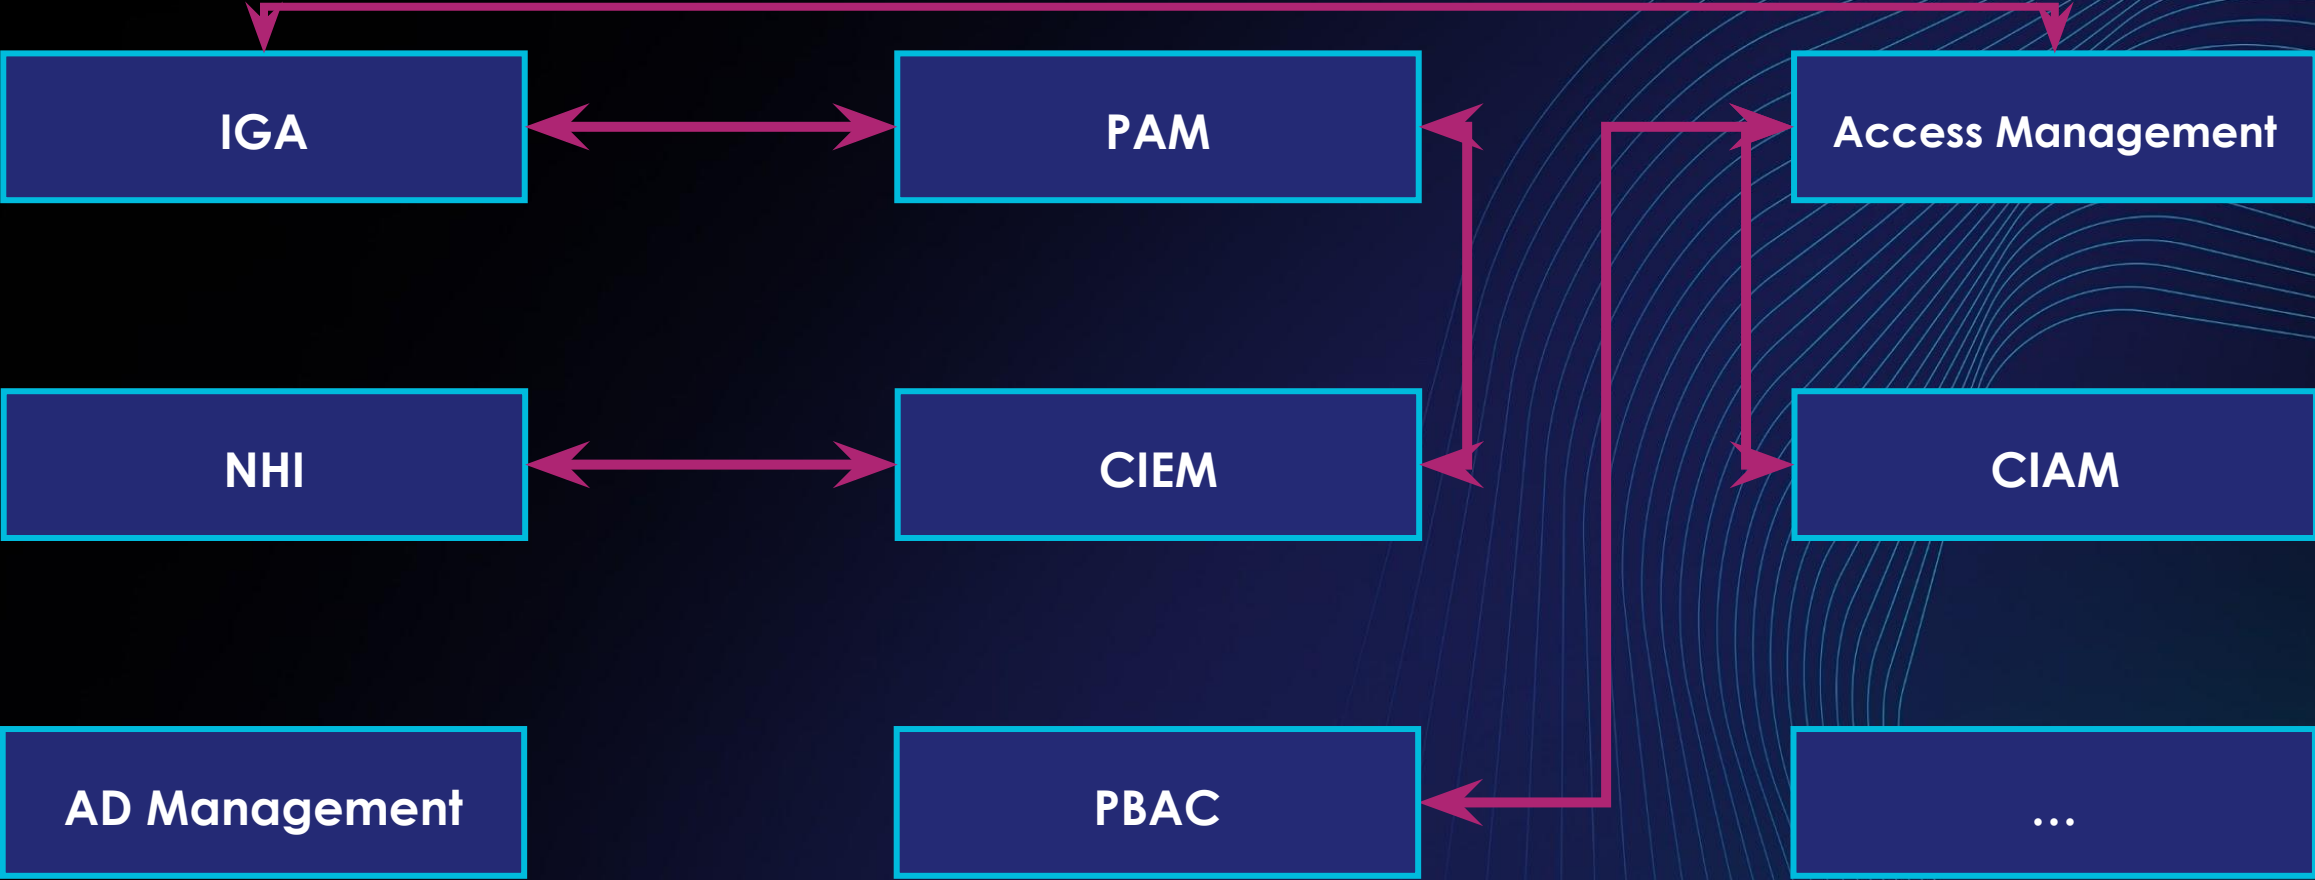 IGA
PAM
Access Management
NHI
CIEM
CIAM
AD Management
PBAC
...